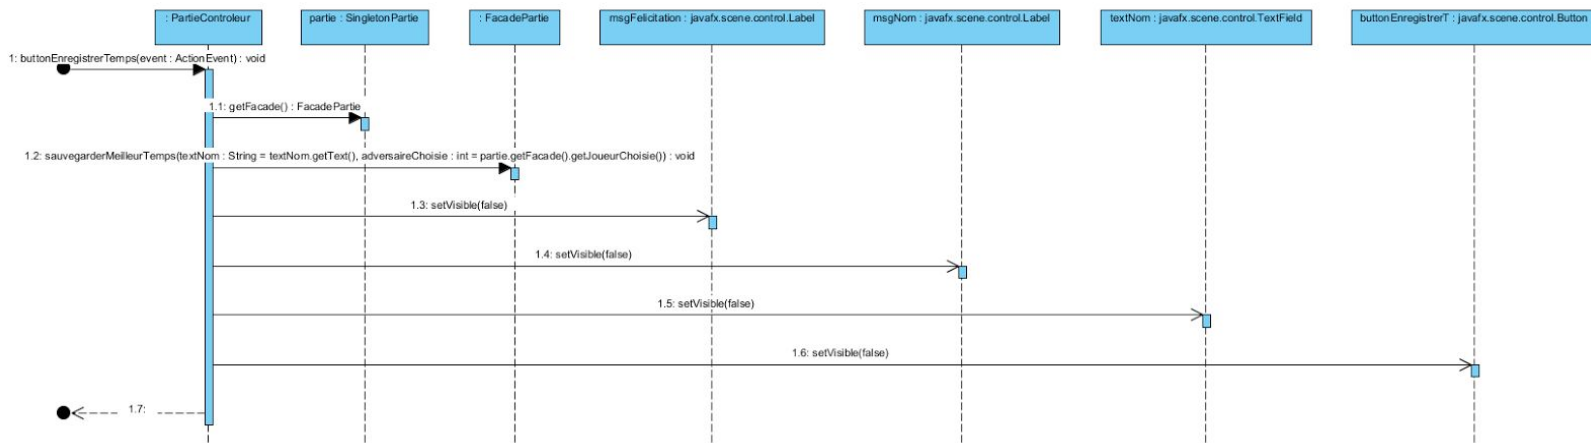 : PartieControleur
partie : SingletonPartie
: FacadePartie
msgFelicitation : javafx.scene.control.Label
msgNom : javafx.scene.control.Label
textNom : javafx.scene.control.TextField
buttonEnregistrerT : javafx.scene.control.Button
1: buttonEnregistrerTemps(event : ActionEvent) : void
1.1: getFacade() : FacadePartie
1.2: sauvegarderMeilleurTemps(textNom : String = textNom.getText(), adversaireChoisie : int = partie.getFacade().getJoueurChoisie()) : void
1.3: setVisible(false)
1.4: setVisible(false)
1.5: setVisible(false)
1.6: setVisible(false)
1.7: